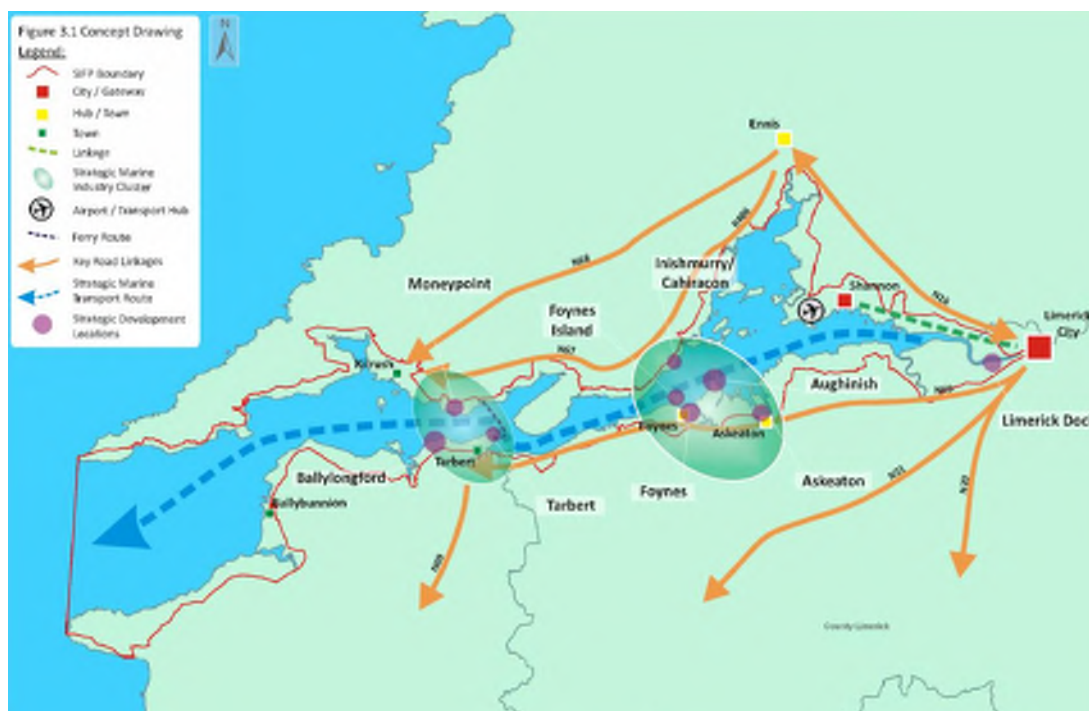 Figure 3.1 Concept Drawing
Legend:
SIFP Boundary
City / Gateway
Hub / Town
Town
Linkage
Strategic Marine
Industry Cluster
Airport / Transport Hub
Ferry Route
Key Road Linkages
Strategic Marine
Transport Route
Strategic Development
Locations
N
Ennis
N68
Inishmurry/
Cahiracon
Moneypoint
Shannon
N18
Foynes
Island
Limerick
City
N67
Kilrush
Aughinish
N69
Foynes
Askeaton
Limerick Doc
Tarbert
Ballylongford
Askeaton
N21
Foynes
N20
Ballybunnion
Tarbert
N69
County Limerick